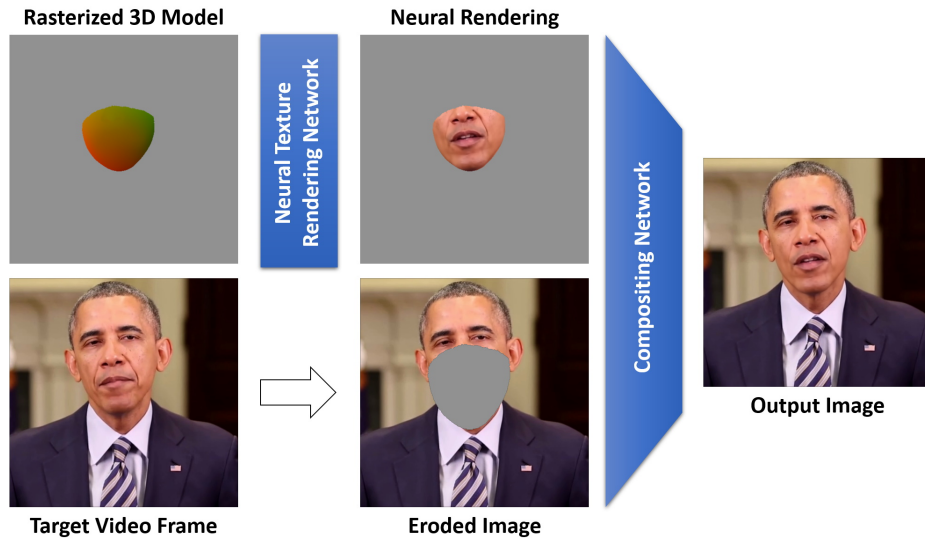 Rasterized 3D Model
Neural Rendering
Neural Texture
Rendering Network
Compositing Network
Target Video Frame
Eroded Image
Output Image